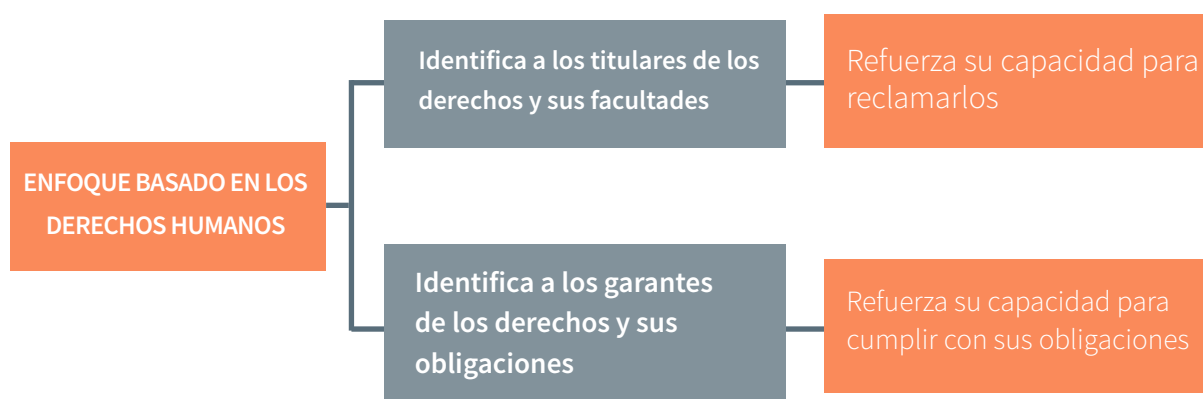 ENFOQUE BASADO EN LOS
DERECHOS HUMANOS
Identifica a los titulares de los
derechos y sus facultades
Refuerza su capacidad para
reclamarlos
Identifica a los garantes
de los derechos y sus
obligaciones
Refuerza su capacidad para
cumplir con sus obligaciones